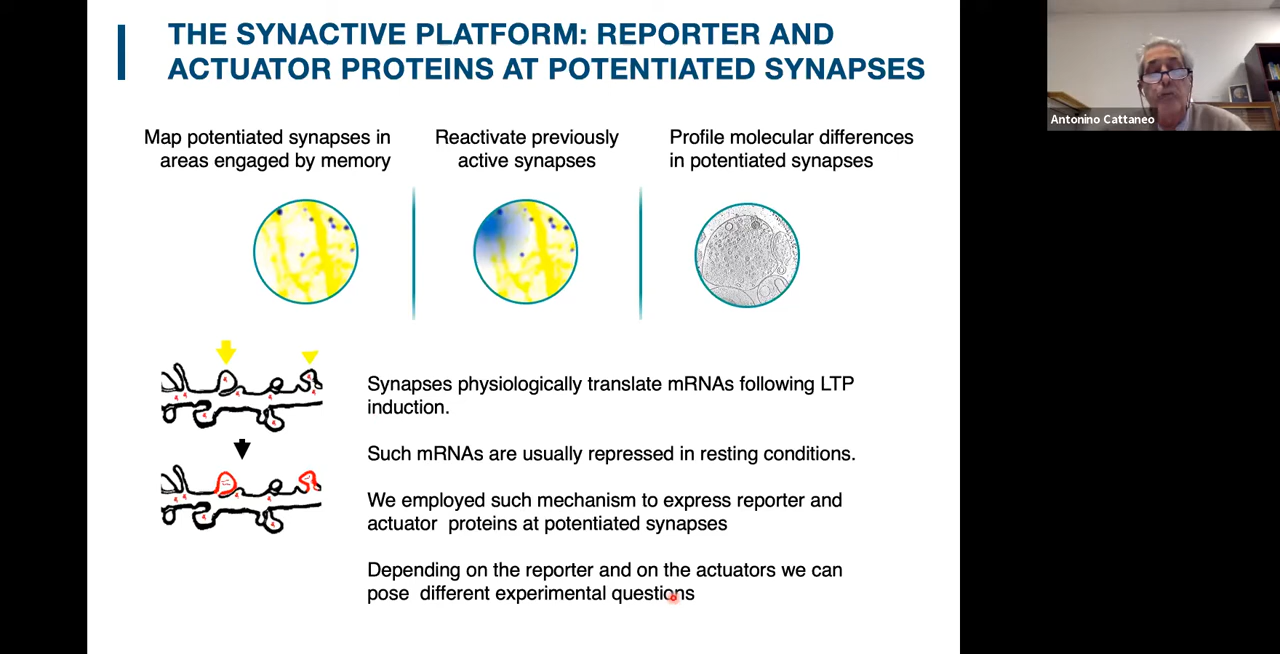 THE SYNACTIVE PLATFORM: REPORTER AND
ACTUATOR PROTEINS AT POTENTIATED SYNAPSES
Antonino Cattaneo
Map potentiated synapses in
areas engaged by memory
Reactivate previously
active synapses
Profile molecular differences
in potentiated synapses
Synapses physiologically translate mRNAs following LTP
induction.
Such mRNAs are usually repressed in resting conditions.
We employed such mechanism to express reporter and
actuator proteins at potentiated synapses
Depending on the reporter and on the actuators we can
pose different experimental questions